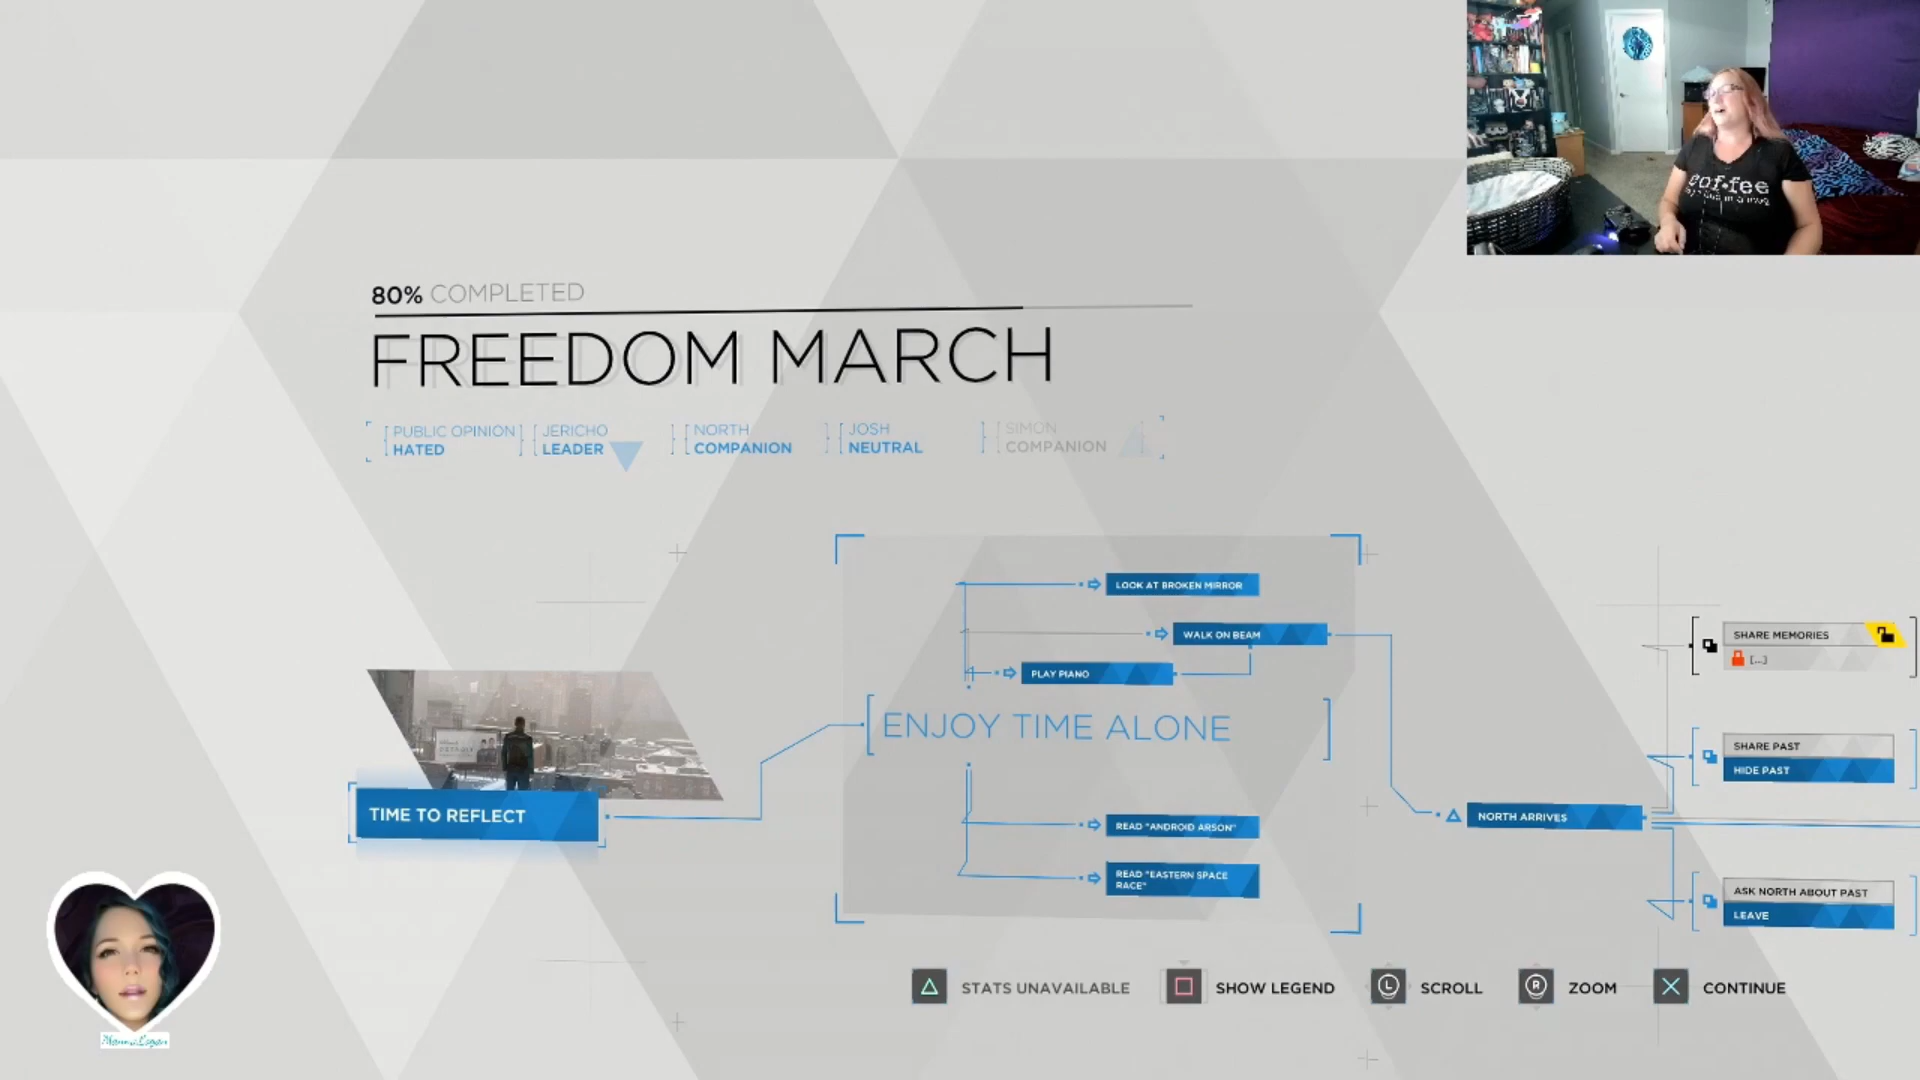 cof·fee
80% COMPLETED
FREEDOM MARCH
PUBLIC OPINION
HATED
JERICHO
LEADER
NORTH
COMPANION
JOSH
NEUTRAL
SIMON
COMPANION
LOOK AT BROKEN MIRROR
WALK ON BEAM
PLAY PIANO
ENJOY TIME ALONE
SHARE MEMORIES
[...]
SHARE PAST
HIDE PAST
DETROIT
TIME TO REFLECT
NORTH ARRIVES
READ "ANDROID ARSON"
READ "EASTERN SPACE
RACE"
ASK NORTH ABOUT PAST
LEAVE
STATS UNAVAILABLE
SHOW LEGEND
L
SCROLL
R
ZOOM
CONTINUE